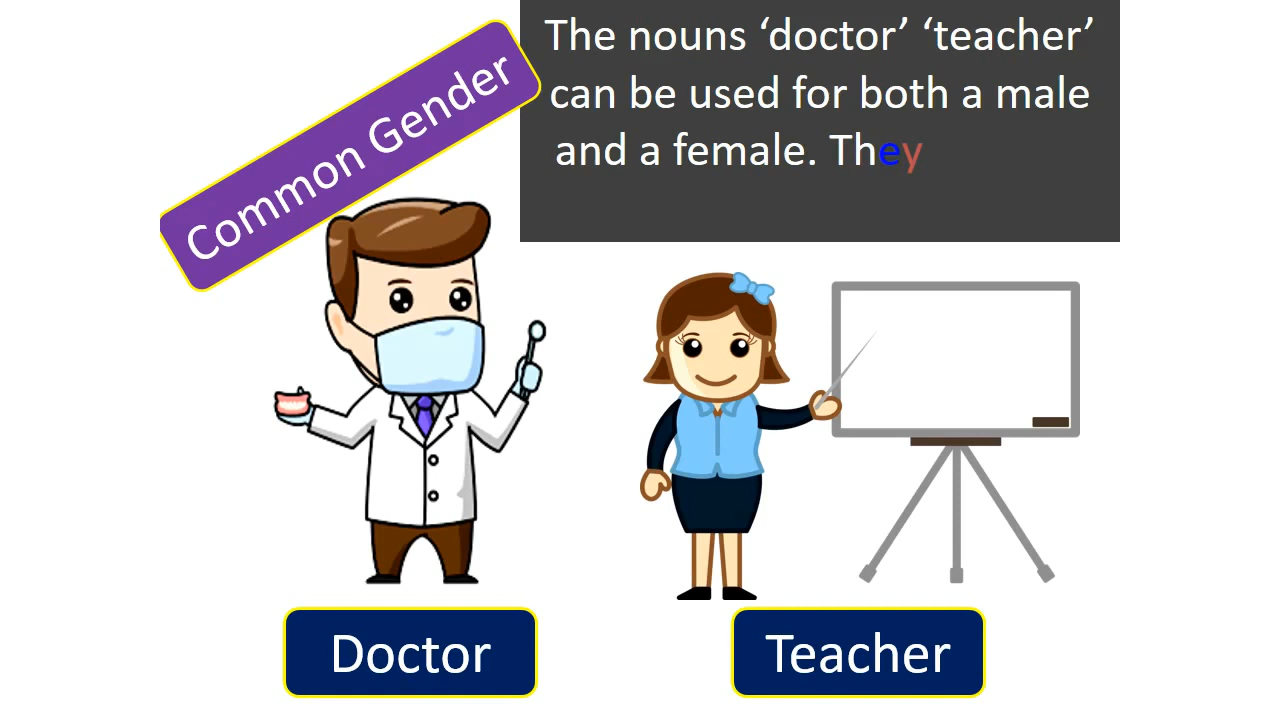 Common Gender
The nouns ‘doctor’ ‘teacher’
can be used for both a male
and a female. They
Doctor
Teacher